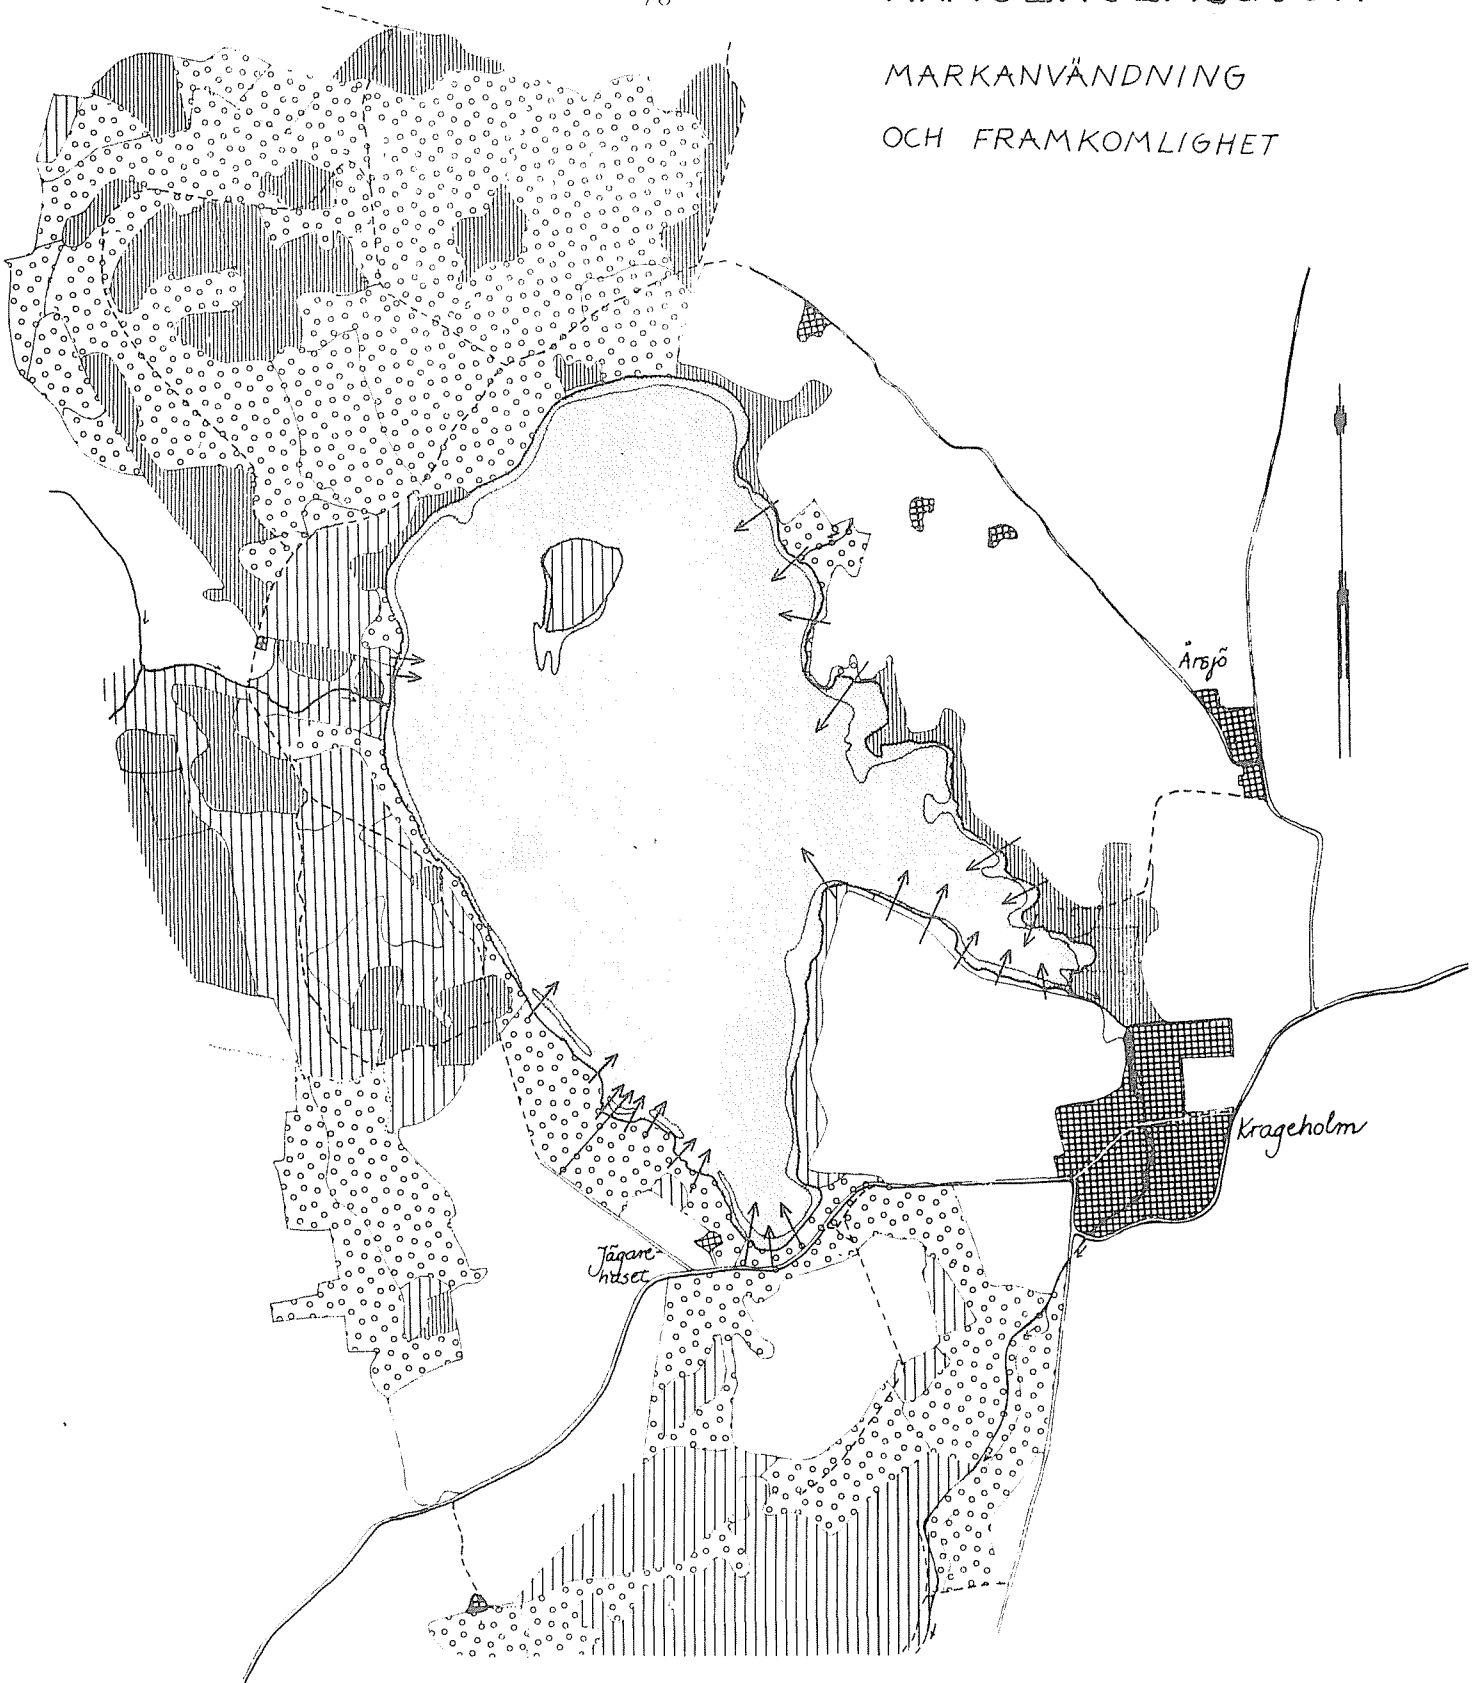 MARKANVÄNDNING
OCH FRAMKOMLIGHET
Årsjö
Krageholm
Jägare-
huset